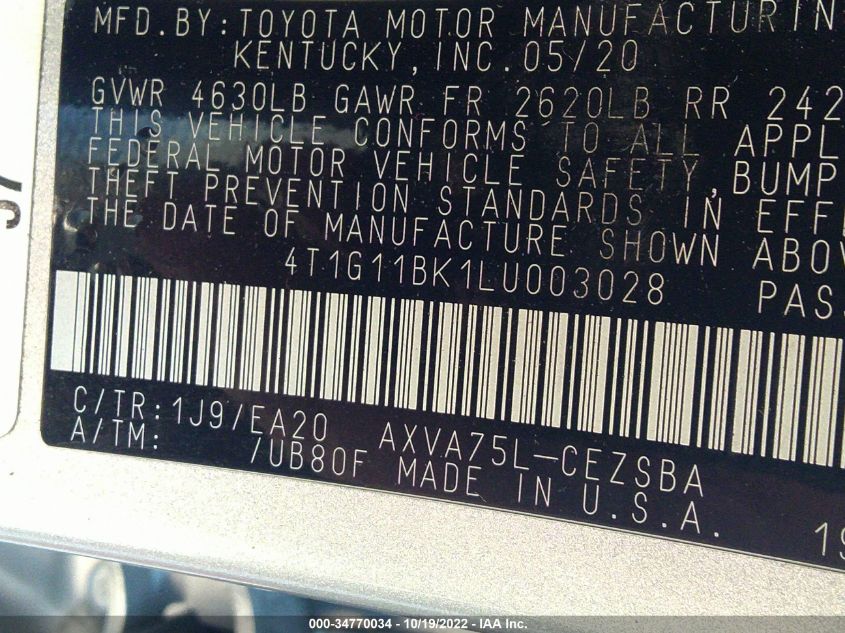 MFD.BY:TOYOTA MOTOR MANUFACTURIN
KENTUCKY,INC.05/20
GVWR 4630LB GAWR FR 2620LB RR 242
THIS VEHICLE CONFORMS TO ALL APPL
FEDERAL MOTOR VEHICLE SAFETY,BUMP
THEFT PREVENTION STANDARDS IN EFF
THE DATE OF MANUFACTURE SHOWN ABO
4T1G11BK1LU003028 PAS
C/TR:1J9/EA20 AXVA75L-CEZSBA
A/TM: /UB80F MADE IN U.S.A.
19
000-34770034 - 10/19/2022 - IAA Inc.